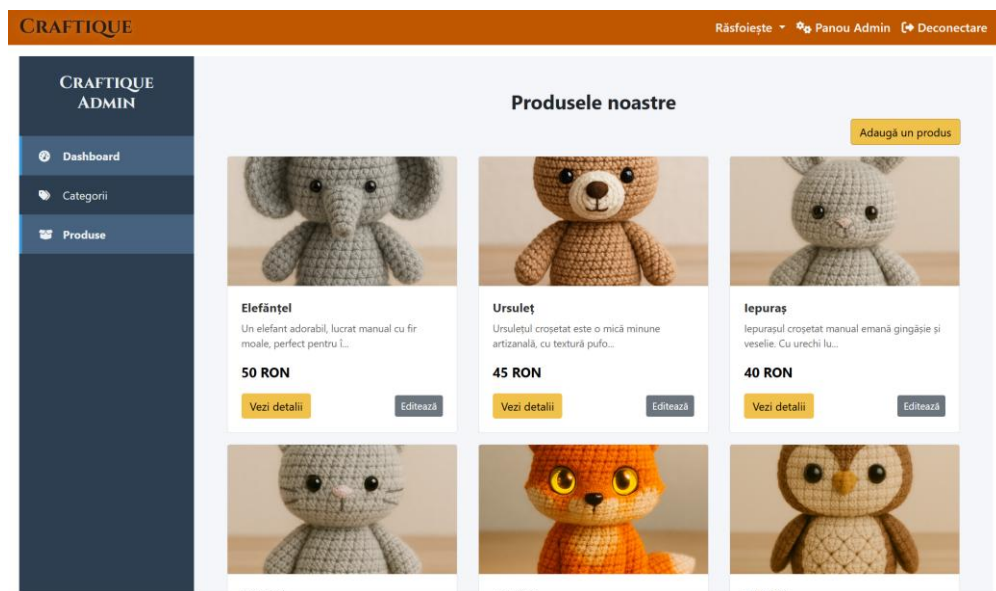 CRAFTIQUE
Răsfoiește
Panou Admin
Deconectare
CRAFTIQUE
ADMIN
Dashboard
Categorii
Produse
Produsele noastre
Adaugă un produs
Elefănțel
Un elefant adorabil, lucrat manual cu fir
moale, perfect pentru î...
50 RON
Vezi detalii
Editează
Ursuleț
Ursulețul croșetat este o mică minune
artizanală, cu textură pufo...
45 RON
Vezi detalii
Editează
Iepuraș
Iepurașul croșetat manual emană gingășie și
veselie. Cu urechi lu...
40 RON
Vezi detalii
Editează